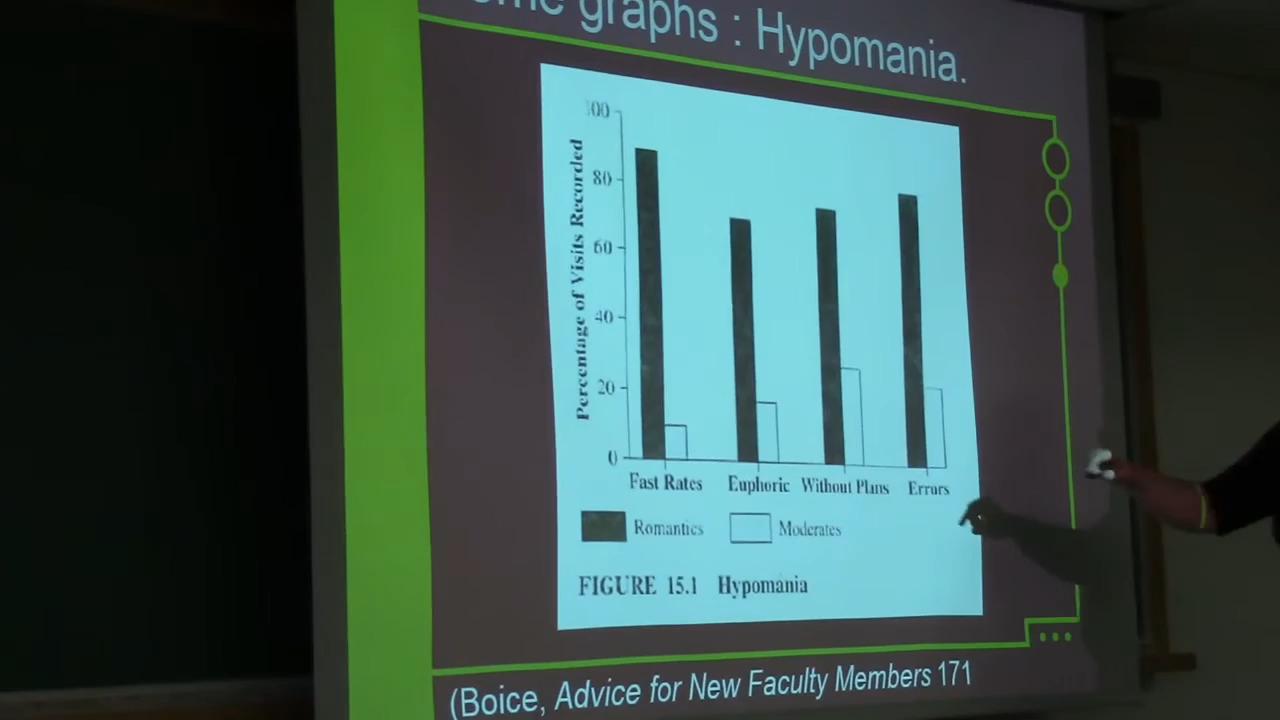 graphs : Hypomania.
Percentage of Visits Recorded
100
80
60
40
20
0
Fast Rates Euphoric Without Plans Errors
Romantics Moderates
FIGURE 15.1 Hypomania
(Boice, Advice for New Faculty Members 171